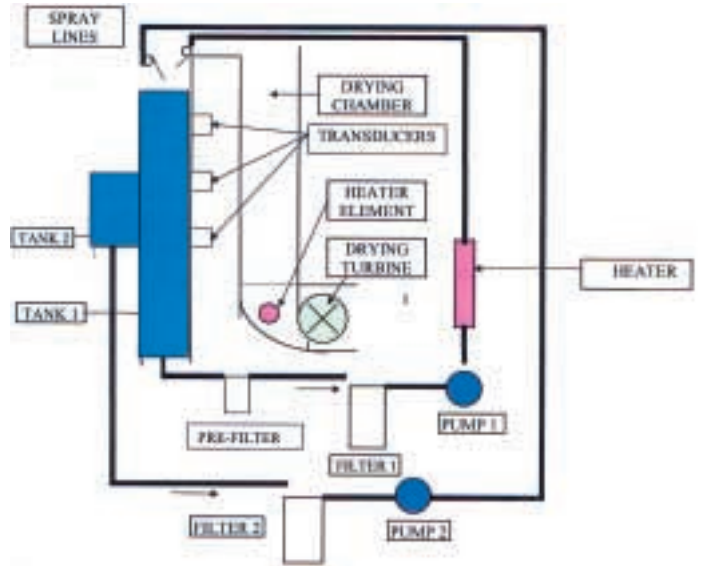 SPRAY
LINES
DRYING
CHAMBER
TRANSDUCERS
HEATER
ELEMENT
DRYING
TURBINE
TANK 2
HEATER
TANK 1
PUMP 1
PRE-FILTER
FILTER 1
FILTER 2
PUMP 2